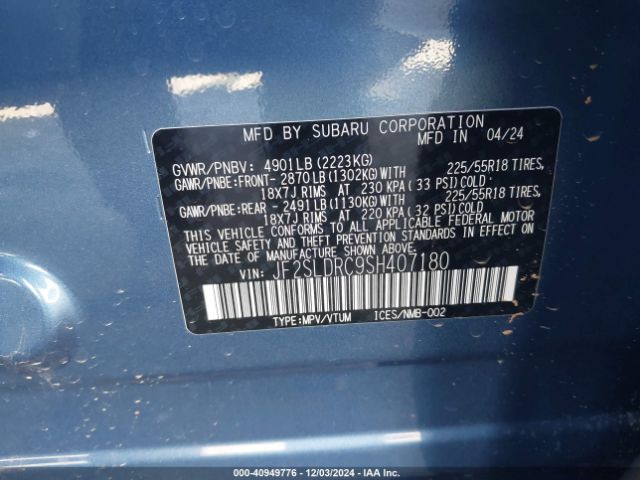 MFD BY SUBARU CORPORATION
MFD IN 04/24
GVWR/PNBV: 4901LB (2223KG)
GAWR/PNBE:FRONT- 2870LB (1302KG) WITH 225/55R18 TIRES,
18X7J RIMS AT 230 KPA (33 PSI) COLD
GAWR/PNBE:REAR - 2491LB (1130KG) WITH 225/55R18 TIRES,
18X7J RIMS AT 220 KPA (32 PSI) COLD
THIS VEHICLE CONFORMS TO ALL APPLICABLE FEDERAL MOTOR
VEHICLE SAFETY AND THEFT PREVENTION STANDARDS IN EFFECT ON
THE DATE OF MANUFACTURE SHOWN ABOVE.
VIN: JF2SLDRC9SH407180
TYPE:MPV/VTUM ICES/NMB-002
000-40949776 - 12/03/2024 - IAA Inc.